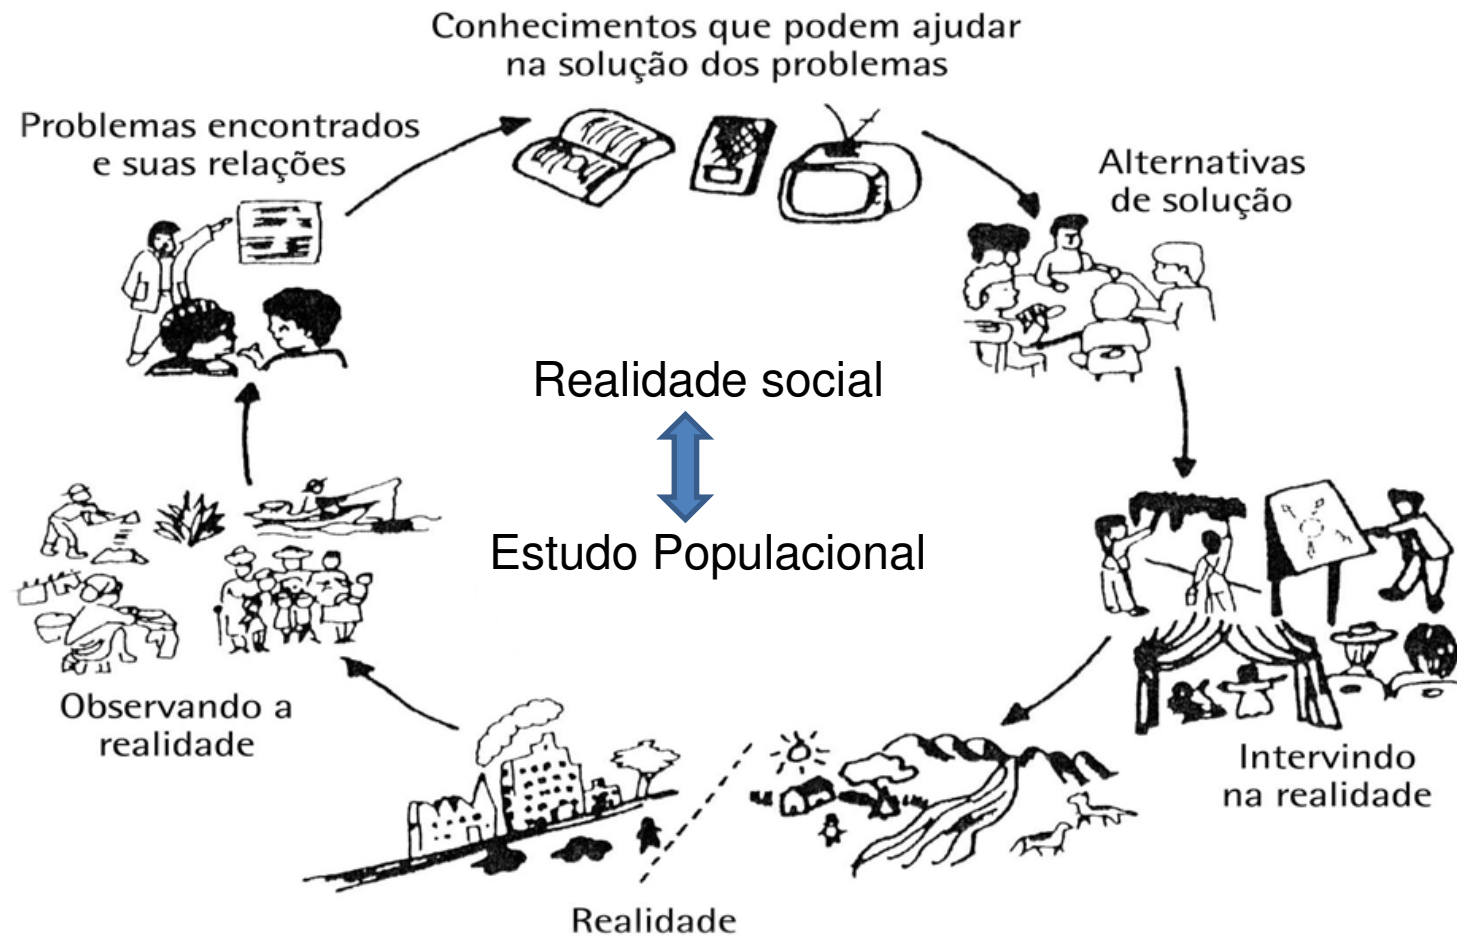 Conhecimentos que podem ajudar
na solução dos problemas
Problemas encontrados
e suas relações
Alternativas
de solução
Realidade social
Estudo Populacional
Observando a
realidade
Intervindo
na realidade
Realidade